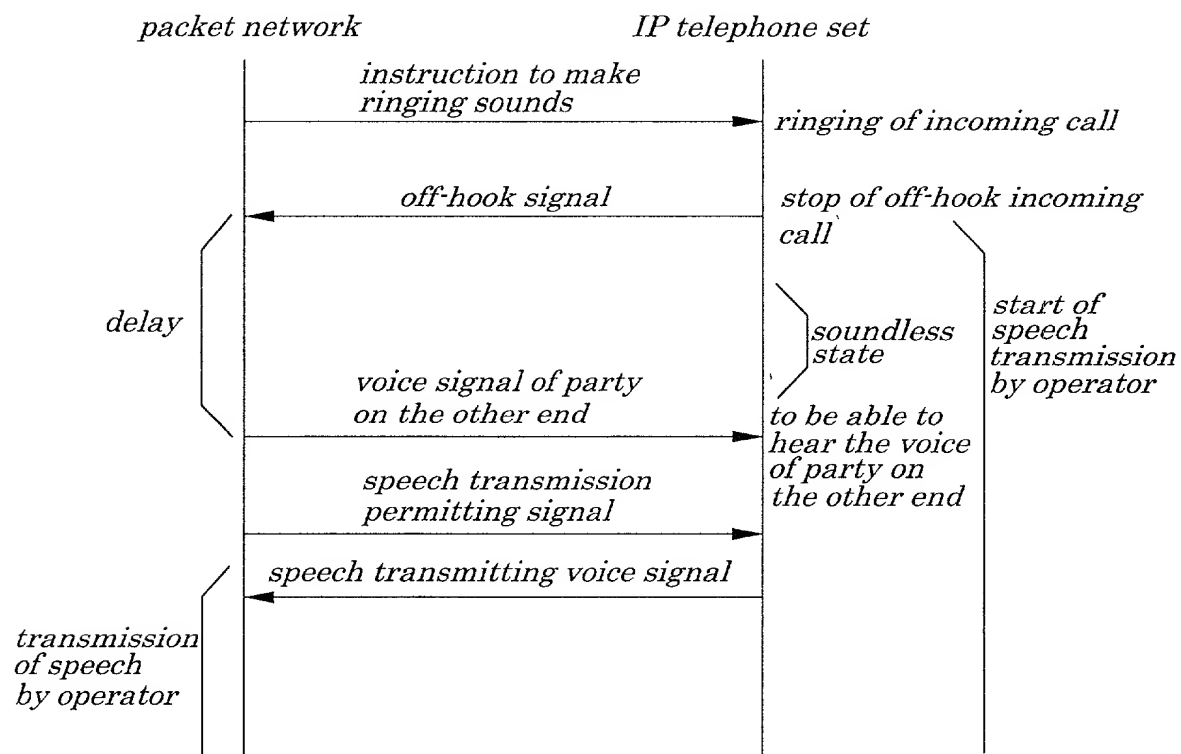 packet network
IP telephone set
instruction to make
ringing sounds
ringing of incoming call
off-hook signal
stop of off-hook incoming
call
delay
soundless
state
start of
speech
transmission
by operator
voice signal of party
on the other end
to be able to
hear the voice
of party on
the other end
speech transmission
permitting signal
speech transmitting voice signal
transmission
of speech
by operator